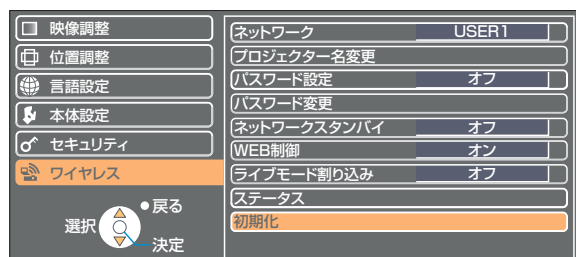 映像調整
位置調整
言語設定
本体設定
セキュリティ
ワイヤレス
戻る
選択
決定
ネットワーク USER1
プロジェクター名変更
パスワード設定 オフ
パスワード変更
ネットワークスタンバイ オフ
WEB制御 オン
ライブモード割り込み オフ
ステータス
初期化